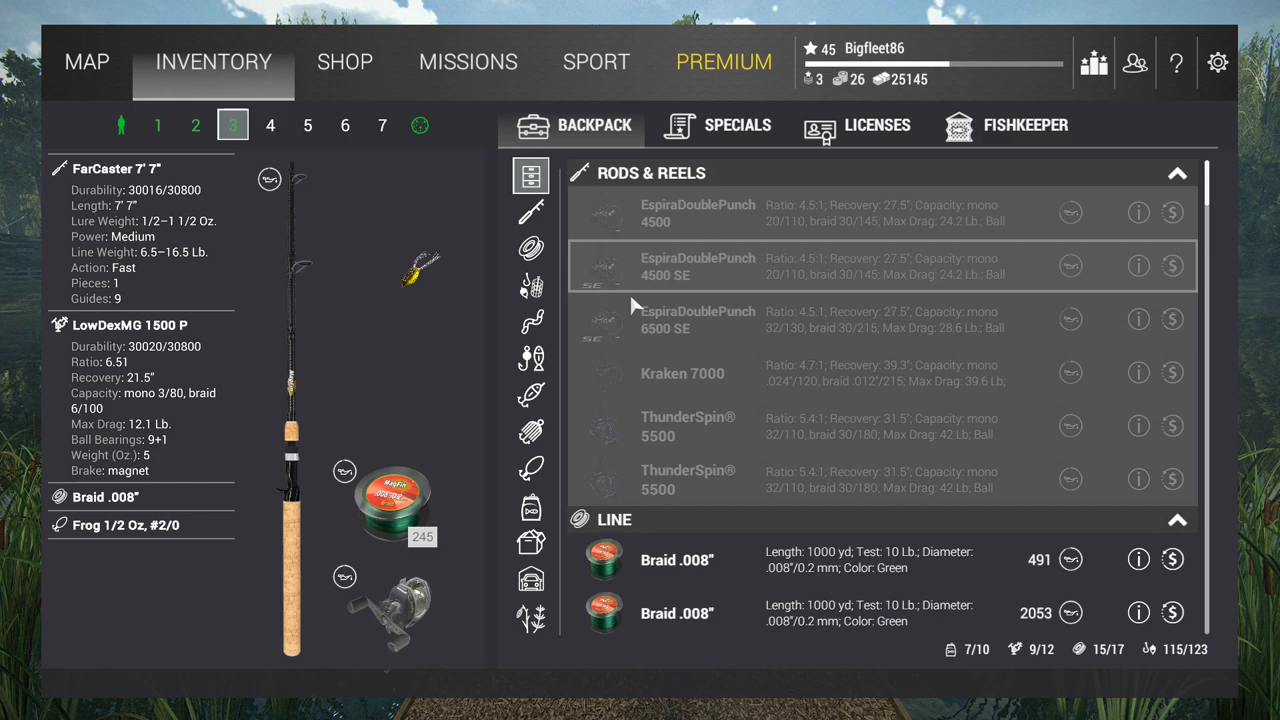 MAP INVENTORY SHOP MISSIONS SPORT PREMIUM
45 Bigfleet86
3 26 25145
1 2 3 4 5 6 7
BACKPACK SPECIALS LICENSES FISHKEEPER
FarCaster 7' 7"
Durability: 30016/30800
Length: 7' 7"
Lure Weight: 1/2–1 1/2 Oz.
Power: Medium
Line Weight: 6.5–16.5 Lb.
Action: Fast
Pieces: 1
Guides: 9
LowDexMG 1500 P
Durability: 30020/30800
Ratio: 6.51
Recovery: 21.5"
Capacity: mono 3/80, braid
6/100
Max Drag: 12.1 Lb.
Ball Bearings: 9+1
Weight (Oz.): 5
Brake: magnet
Braid .008"
Frog 1/2 Oz, #2/0
MagFin
245
RODS & REELS
EspiraDoublePunch
4500
Ratio: 4.5:1; Recovery: 27.5"; Capacity: mono
20/110, braid 30/145; Max Drag: 24.2 Lb.; Ball
EspiraDoublePunch
4500 SE
SE
Ratio: 4.5:1; Recovery: 27.5"; Capacity: mono
20/110, braid 30/145; Max Drag: 24.2 Lb.; Ball
EspiraDoublePunch
6500 SE
SE
Ratio: 4.5:1; Recovery: 27.5"; Capacity: mono
32/130, braid 30/215; Max Drag: 28.6 Lb.; Ball
Kraken 7000
Ratio: 4.7:1; Recovery: 39.3"; Capacity: mono
.024"/120, braid .012"/215; Max Drag: 39.6 Lb;
ThunderSpin®
5500
Ratio: 5.4:1; Recovery: 31.5"; Capacity: mono
32/110, braid 30/180; Max Drag: 42 Lb; Ball
ThunderSpin®
5500
Ratio: 5.4:1; Recovery: 31.5"; Capacity: mono
32/110, braid 30/180; Max Drag: 42 Lb; Ball
LINE
Braid .008"
Length: 1000 yd; Test: 10 Lb.; Diameter:
.008"/0.2 mm; Color: Green
491
Braid .008"
Length: 1000 yd; Test: 10 Lb.; Diameter:
.008"/0.2 mm; Color: Green
2053
7/10 9/12 15/17 115/123